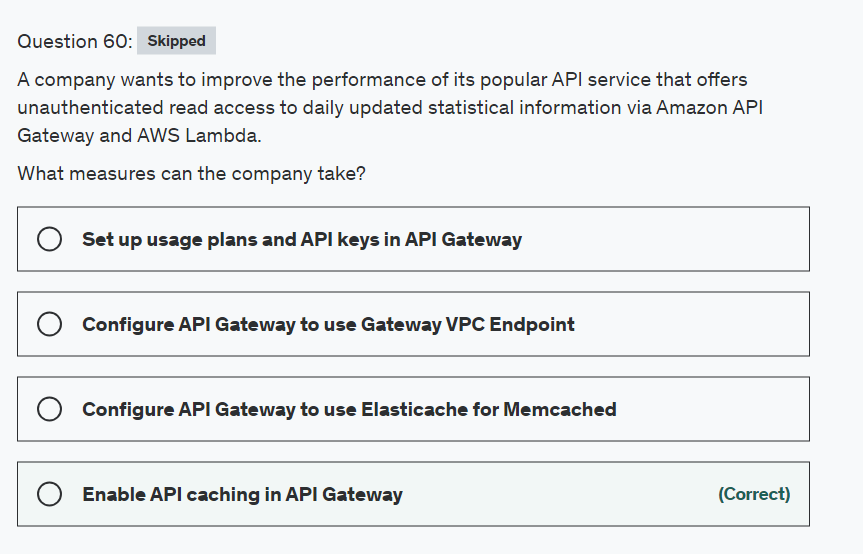 Question 60: Skipped
A company wants to improve the performance of its popular API service that offers
unauthenticated read access to daily updated statistical information via Amazon API
Gateway and AWS Lambda.
What measures can the company take?
Set up usage plans and API keys in API Gateway
Configure API Gateway to use Gateway VPC Endpoint
Configure API Gateway to use Elasticache for Memcached
Enable API caching in API Gateway (Correct)